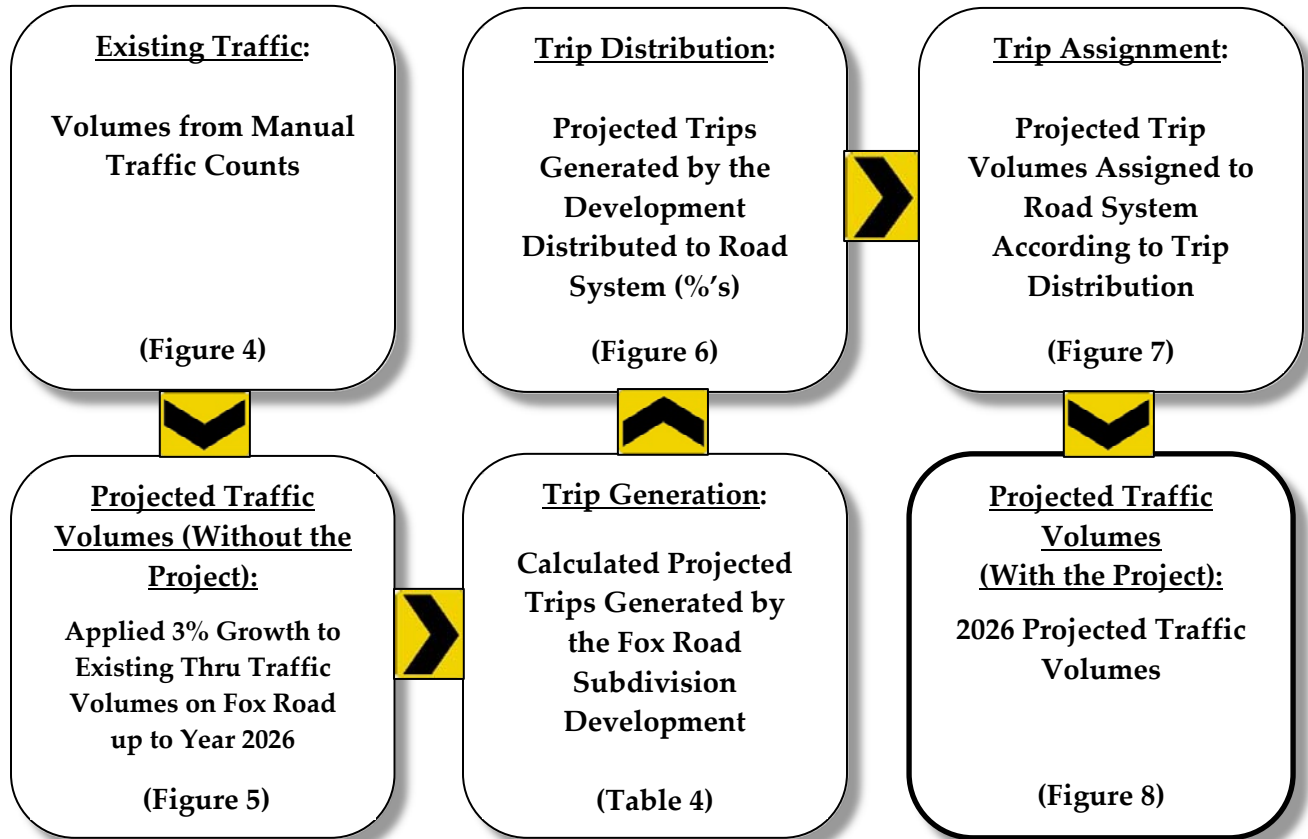 Existing Traffic:
Volumes from Manual
Traffic Counts
(Figure 4)
Projected Traffic
Volumes (Without the
Project):
Applied 3% Growth to
Existing Thru Traffic
Volumes on Fox Road
up to Year 2026
(Figure 5)
Trip Generation:
Calculated Projected
Trips Generated by
the Fox Road
Subdivision
Development
(Table 4)
Trip Distribution:
Projected Trips
Generated by the
Development
Distributed to Road
System (%’s)
(Figure 6)
Trip Assignment:
Projected Trip
Volumes Assigned to
Road System
According to Trip
Distribution
(Figure 7)
Projected Traffic
Volumes
(With the Project):
2026 Projected Traffic
Volumes
(Figure 8)